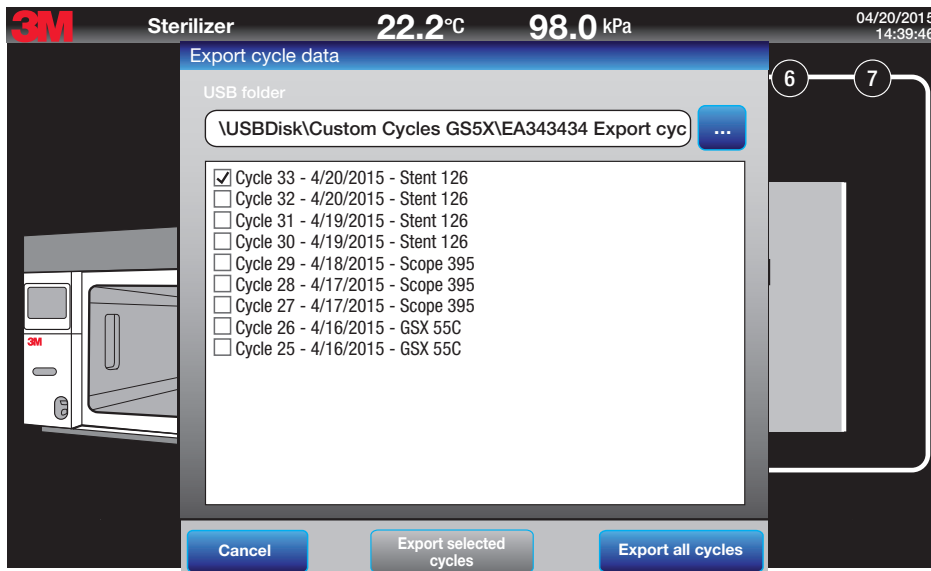 3M Sterilizer 22.2°C 98.0 kPa 04/20/2015
14:39:46
Export cycle data
6 7
USB folder
\USBDisk\Custom Cycles GS5X\EA343434 Export cyc ...
Cycle 33 - 4/20/2015 - Stent 126
Cycle 32 - 4/20/2015 - Stent 126
Cycle 31 - 4/19/2015 - Stent 126
Cycle 30 - 4/19/2015 - Stent 126
Cycle 29 - 4/18/2015 - Scope 395
Cycle 28 - 4/17/2015 - Scope 395
Cycle 27 - 4/17/2015 - Scope 395
Cycle 26 - 4/16/2015 - GSX 55C
Cycle 25 - 4/16/2015 - GSX 55C
3M
Cancel
Export selected
cycles
Export all cycles